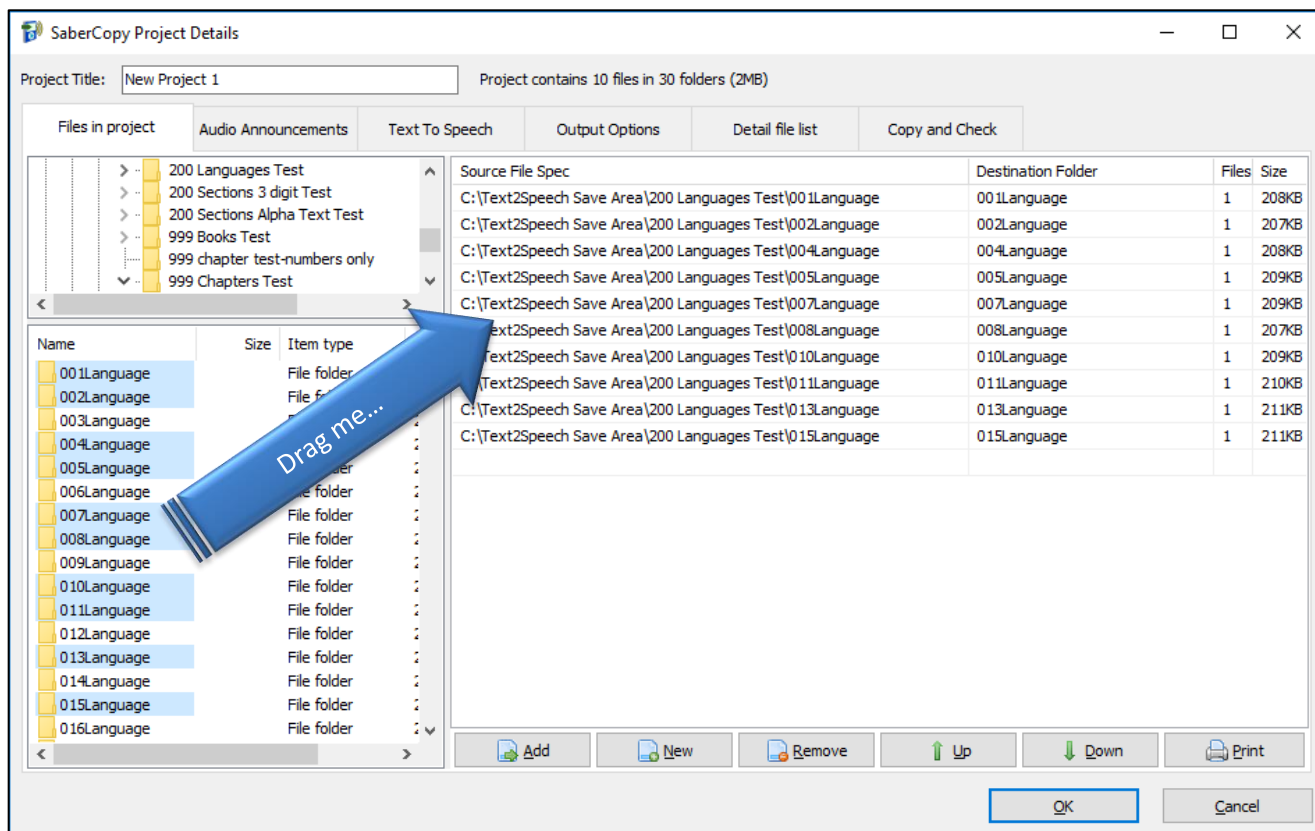 SaberCopy Project Details
Project Title: New Project 1 Project contains 10 files in 30 folders (2MB)
Files in project Audio Announcements Text To Speech Output Options Detail file list Copy and Check
200 Languages Test
200 Sections 3 digit Test
200 Sections Alpha Text Test
999 Books Test
999 chapter test-numbers only
999 Chapters Test
Name Size Item type
001Language File folder
002Language File f
003Language
004Language
005Language
006Language File folder
007Language File folder
008Language File folder
009Language File folder
010Language File folder
011Language File folder
012Language File folder
013Language File folder
014Language File folder
015Language File folder
016Language File folder
Drag me...
Source File Spec Destination Folder Files Size
C:\Text2Speech Save Area\200 Languages Test\001Language 001Language 1 208KB
C:\Text2Speech Save Area\200 Languages Test\002Language 002Language 1 207KB
C:\Text2Speech Save Area\200 Languages Test\004Language 004Language 1 208KB
C:\Text2Speech Save Area\200 Languages Test\005Language 005Language 1 209KB
C:\Text2Speech Save Area\200 Languages Test\007Language 007Language 1 209KB
ext2Speech Save Area\200 Languages Test\008Language 008Language 1 207KB
Text2Speech Save Area\200 Languages Test\010Language 010Language 1 209KB
\Text2Speech Save Area\200 Languages Test\011Language 011Language 1 210KB
C:\Text2Speech Save Area\200 Languages Test\013Language 013Language 1 211KB
C:\Text2Speech Save Area\200 Languages Test\015Language 015Language 1 211KB
Add New Remove Up Down Print
OK Cancel